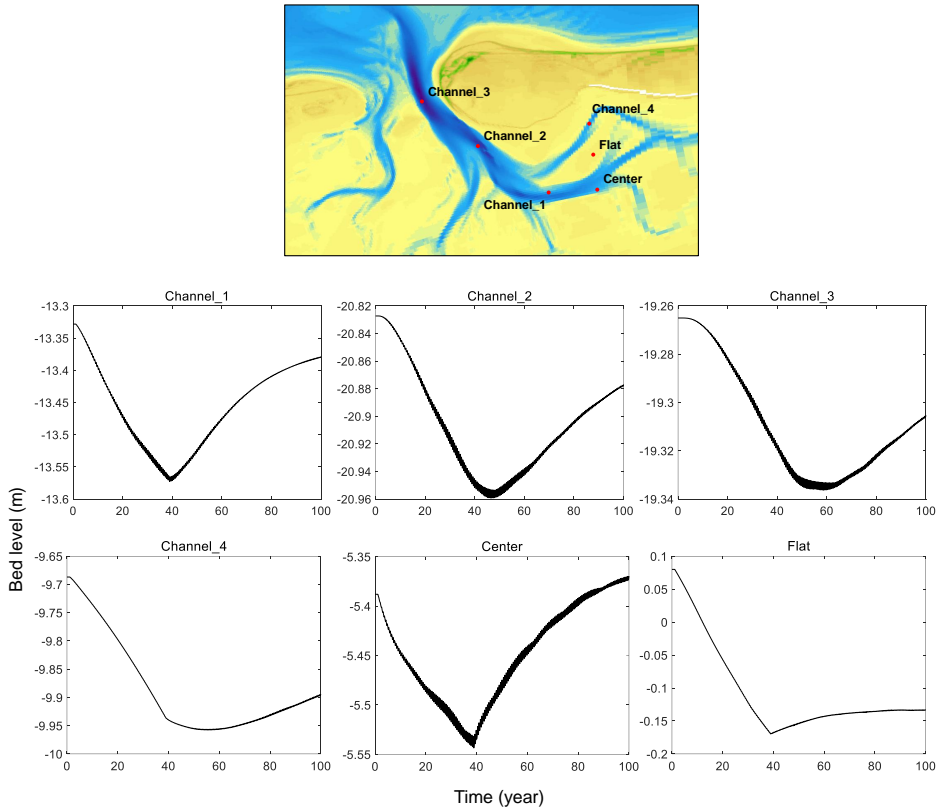 Channel_3
Channel_4
Channel_2
Flat
Center
Channel_1
Channel_1
-13.3
-13.35
-13.4
-13.45
-13.5
-13.55
-13.6
0 20 40 60 80 100
Channel_2
-20.82
-20.84
-20.86
-20.88
-20.9
-20.92
-20.94
-20.96
0 20 40 60 80 100
Channel_3
-19.26
-19.28
-19.3
-19.32
-19.34
0 20 40 60 80 100
Bed level (m)
Channel_4
-9.65
-9.7
-9.75
-9.8
-9.85
-9.9
-9.95
-10
0 20 40 60 80 100
Center
-5.35
-5.4
-5.45
-5.5
-5.55
0 20 40 60 80 100
Flat
0.1
0.05
0
-0.05
-0.1
-0.15
-0.2
0 20 40 60 80 100
Time (year)